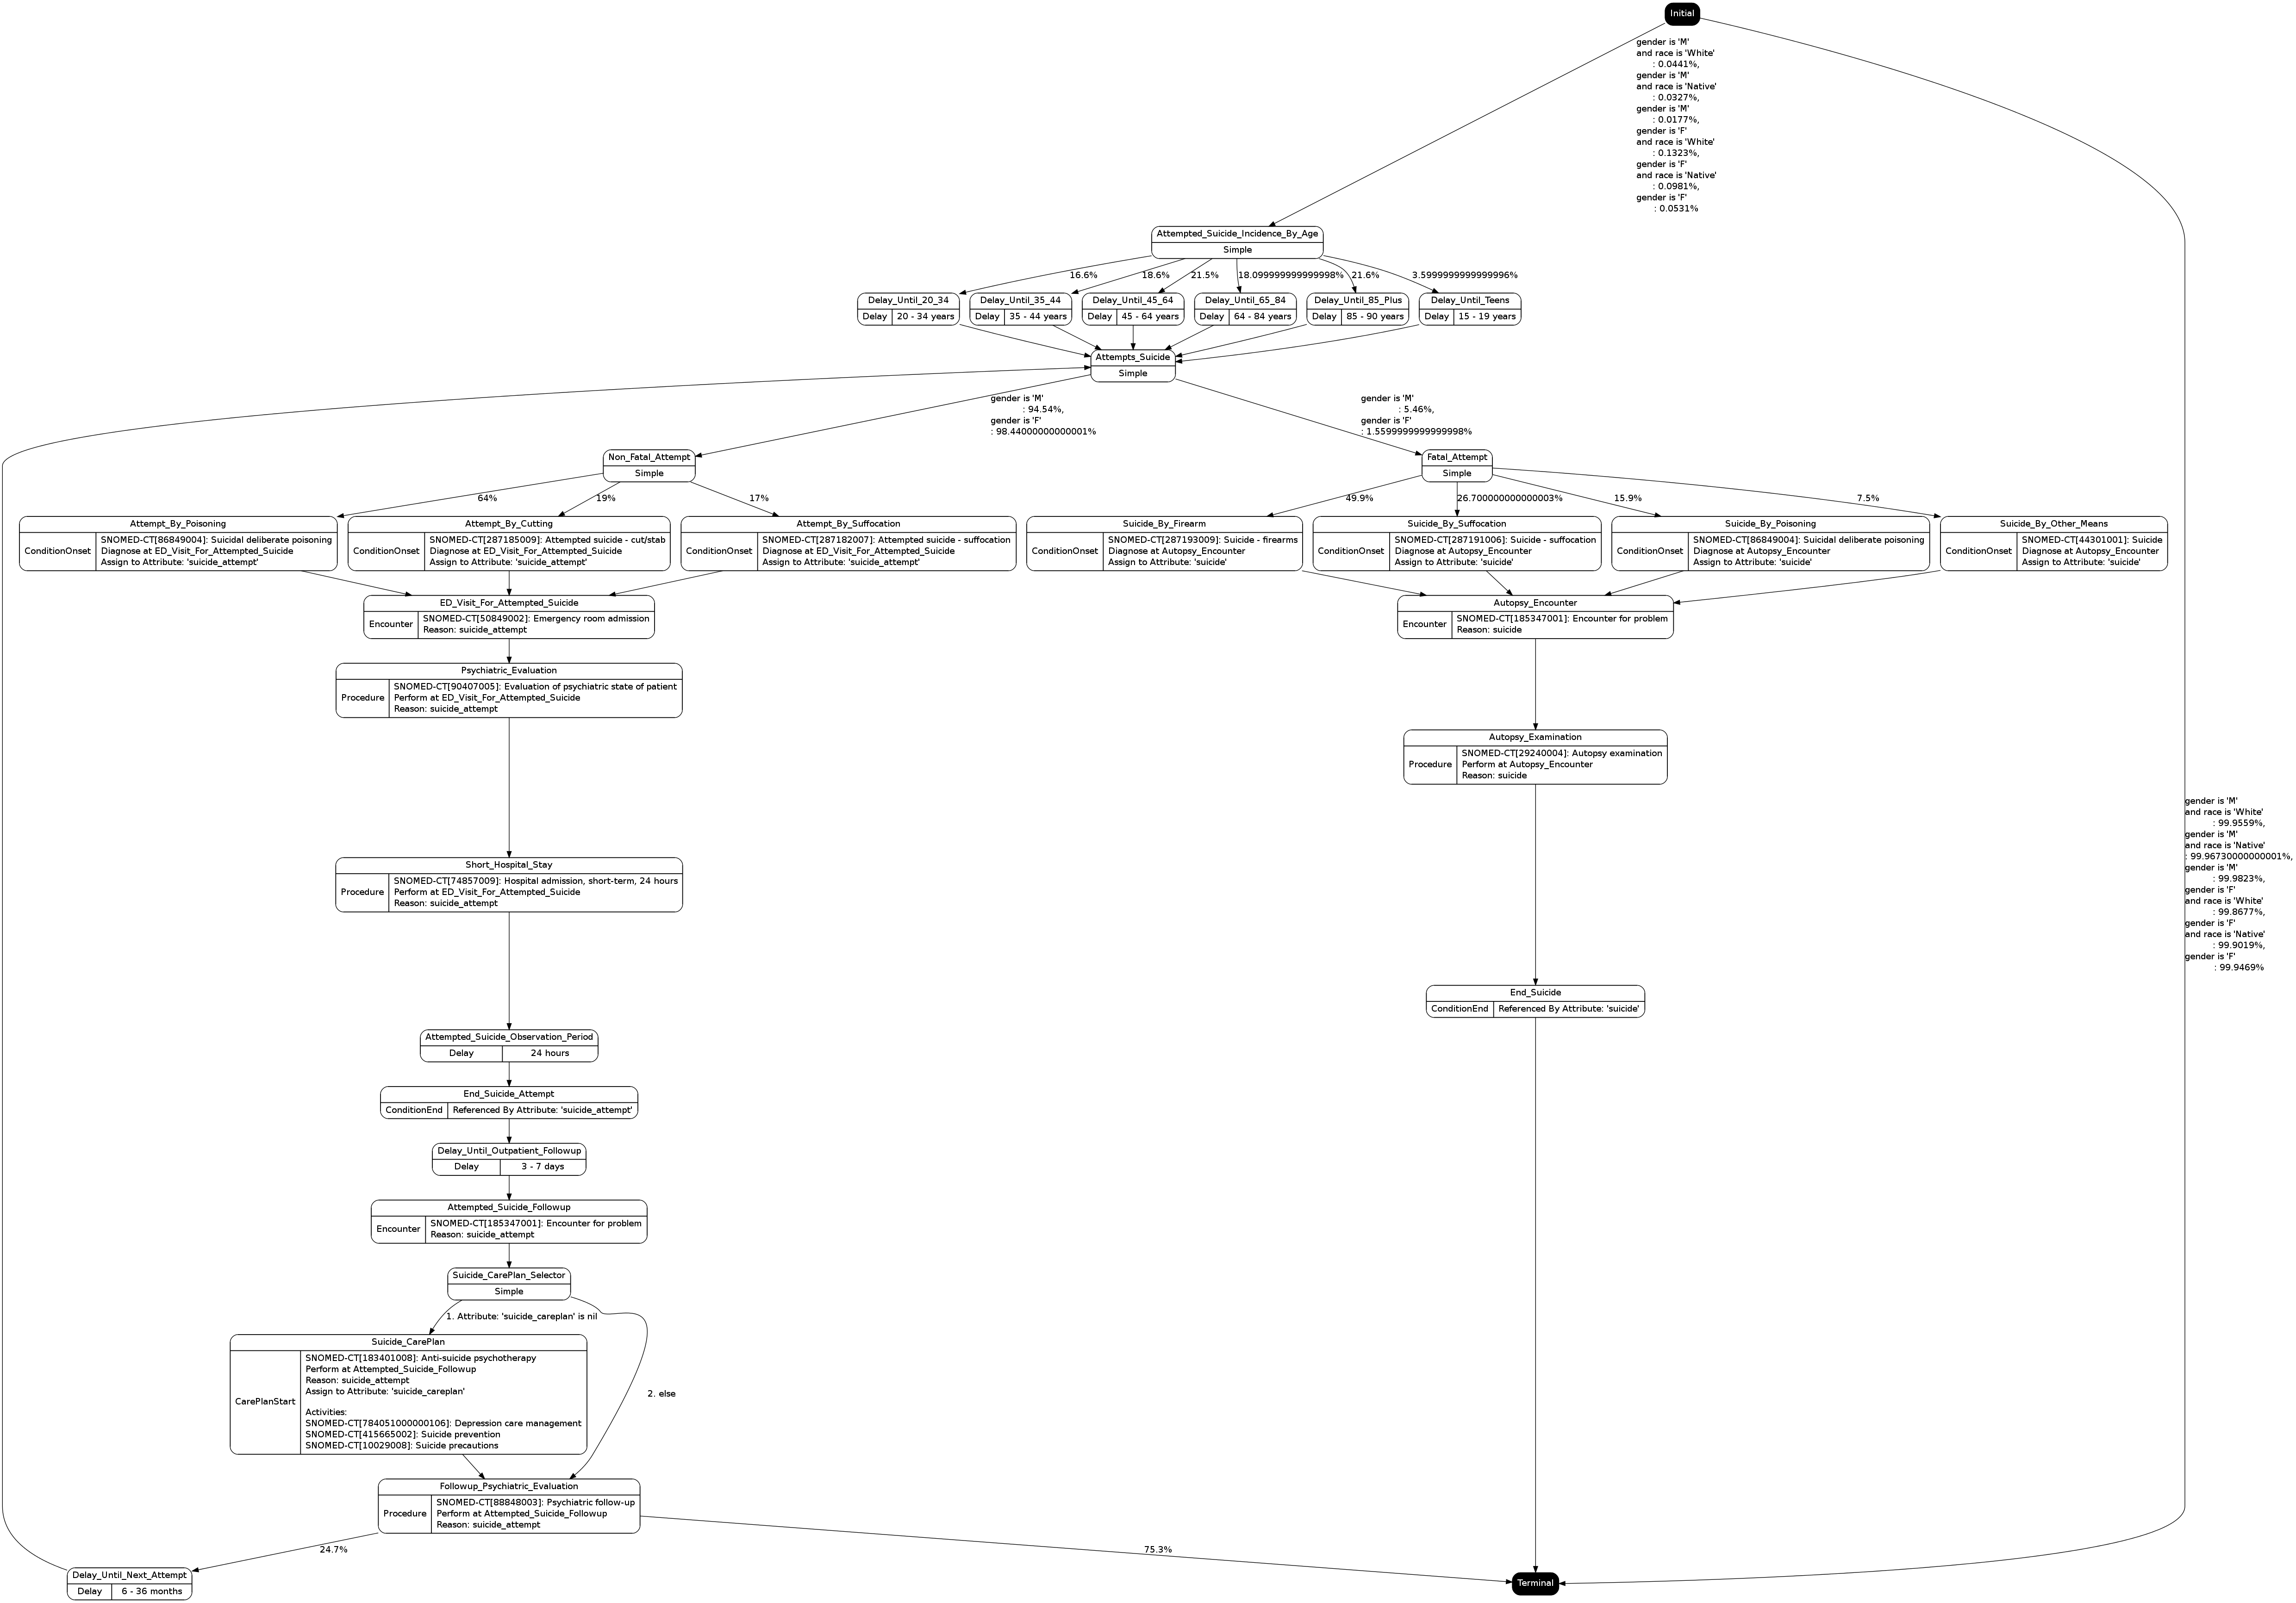 Initial
gender is 'M'
and race is 'White'
: 0.0441%,
gender is 'M'
and race is 'Native'
: 0.0327%,
gender is 'M'
: 0.0177%,
gender is 'F'
and race is 'White'
: 0.1323%,
gender is 'F'
and race is 'Native'
: 0.0981%,
gender is 'F'
: 0.0531%
Attempted_Suicide_Incidence_By_Age
Simple
16.6%
18.6%
21.5%
18.099999999999998%
21.6%
3.5999999999999996%
Delay_Until_20_34
Delay
20 - 34 years
Delay_Until_35_44
Delay
35 - 44 years
Delay_Until_45_64
Delay
45 - 64 years
Delay_Until_65_84
Delay
64 - 84 years
Delay_Until_85_Plus
Delay
85 - 90 years
Delay_Until_Teens
Delay
15 - 19 years
Attempts_Suicide
Simple
gender is 'M'
: 94.54%,
gender is 'F'
: 98.44000000000001%
gender is 'M'
: 5.46%,
gender is 'F'
: 1.5599999999999998%
Non_Fatal_Attempt
Simple
Fatal_Attempt
Simple
64%
19%
17%
49.9%
26.700000000000003%
15.9%
7.5%
Attempt_By_Poisoning
ConditionOnset
SNOMED-CT[86849004]: Suicidal deliberate poisoning
Diagnose at ED_Visit_For_Attempted_Suicide
Assign to Attribute: 'suicide_attempt'
Attempt_By_Cutting
ConditionOnset
SNOMED-CT[287185009]: Attempted suicide - cut/stab
Diagnose at ED_Visit_For_Attempted_Suicide
Assign to Attribute: 'suicide_attempt'
Attempt_By_Suffocation
ConditionOnset
SNOMED-CT[287182007]: Attempted suicide - suffocation
Diagnose at ED_Visit_For_Attempted_Suicide
Assign to Attribute: 'suicide_attempt'
Suicide_By_Firearm
ConditionOnset
SNOMED-CT[287193009]: Suicide - firearms
Diagnose at Autopsy_Encounter
Assign to Attribute: 'suicide'
Suicide_By_Suffocation
ConditionOnset
SNOMED-CT[287191006]: Suicide - suffocation
Diagnose at Autopsy_Encounter
Assign to Attribute: 'suicide'
Suicide_By_Poisoning
ConditionOnset
SNOMED-CT[86849004]: Suicidal deliberate poisoning
Diagnose at Autopsy_Encounter
Assign to Attribute: 'suicide'
Suicide_By_Other_Means
ConditionOnset
SNOMED-CT[44301001]: Suicide
Diagnose at Autopsy_Encounter
Assign to Attribute: 'suicide'
ED_Visit_For_Attempted_Suicide
Encounter
SNOMED-CT[50849002]: Emergency room admission
Reason: suicide_attempt
Autopsy_Encounter
Encounter
SNOMED-CT[185347001]: Encounter for problem
Reason: suicide
Psychiatric_Evaluation
Procedure
SNOMED-CT[90407005]: Evaluation of psychiatric state of patient
Perform at ED_Visit_For_Attempted_Suicide
Reason: suicide_attempt
Autopsy_Examination
Procedure
SNOMED-CT[29240004]: Autopsy examination
Perform at Autopsy_Encounter
Reason: suicide
gender is 'M'
and race is 'White'
: 99.9559%,
gender is 'M'
and race is 'Native'
: 99.96730000000001%,
gender is 'M'
: 99.9823%,
gender is 'F'
and race is 'White'
: 99.8677%,
gender is 'F'
and race is 'Native'
: 99.9019%,
gender is 'F'
: 99.9469%
Short_Hospital_Stay
Procedure
SNOMED-CT[74857009]: Hospital admission, short-term, 24 hours
Perform at ED_Visit_For_Attempted_Suicide
Reason: suicide_attempt
End_Suicide
ConditionEnd
Referenced By Attribute: 'suicide'
Attempted_Suicide_Observation_Period
Delay
24 hours
End_Suicide_Attempt
ConditionEnd
Referenced By Attribute: 'suicide_attempt'
Delay_Until_Outpatient_Followup
Delay
3 - 7 days
Attempted_Suicide_Followup
Encounter
SNOMED-CT[185347001]: Encounter for problem
Reason: suicide_attempt
Suicide_CarePlan_Selector
Simple
1. Attribute: 'suicide_careplan' is nil
2. else
Suicide_CarePlan
CarePlanStart
SNOMED-CT[183401008]: Anti-suicide psychotherapy
Perform at Attempted_Suicide_Followup
Reason: suicide_attempt
Assign to Attribute: 'suicide_careplan'
Activities:
SNOMED-CT[784051000000106]: Depression care management
SNOMED-CT[415665002]: Suicide prevention
SNOMED-CT[10029008]: Suicide precautions
Followup_Psychiatric_Evaluation
Procedure
SNOMED-CT[88848003]: Psychiatric follow-up
Perform at Attempted_Suicide_Followup
Reason: suicide_attempt
24.7%
75.3%
Delay_Until_Next_Attempt
Delay
6 - 36 months
Terminal